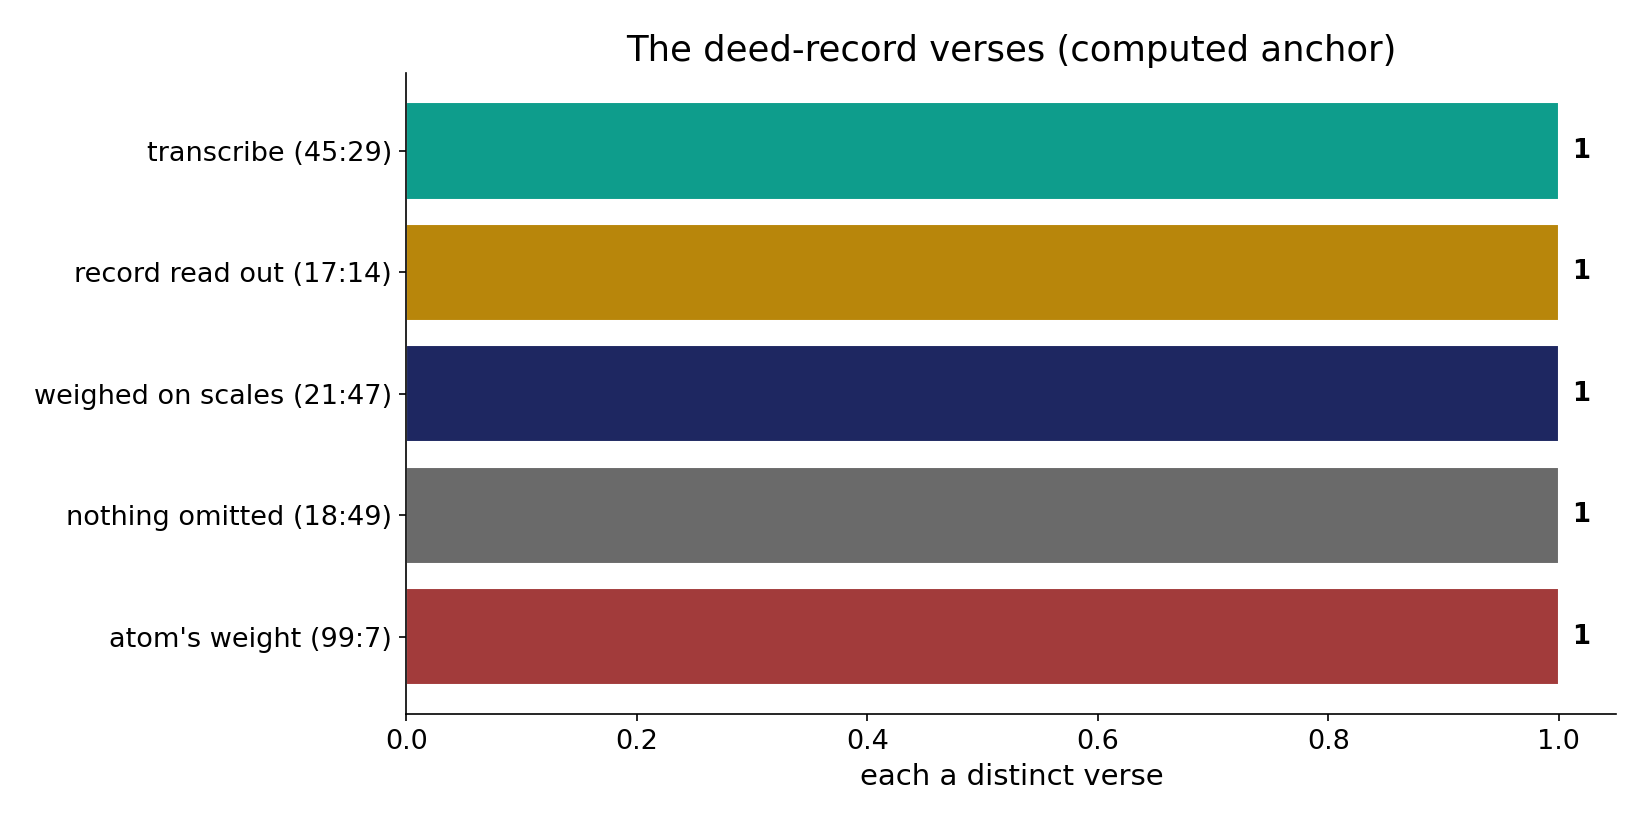 The deed-record verses (computed anchor)
transcribe (45:29) 1
record read out (17:14) 1
weighed on scales (21:47) 1
nothing omitted (18:49) 1
atom's weight (99:7) 1
0.0 0.2 0.4 0.6 0.8 1.0
each a distinct verse